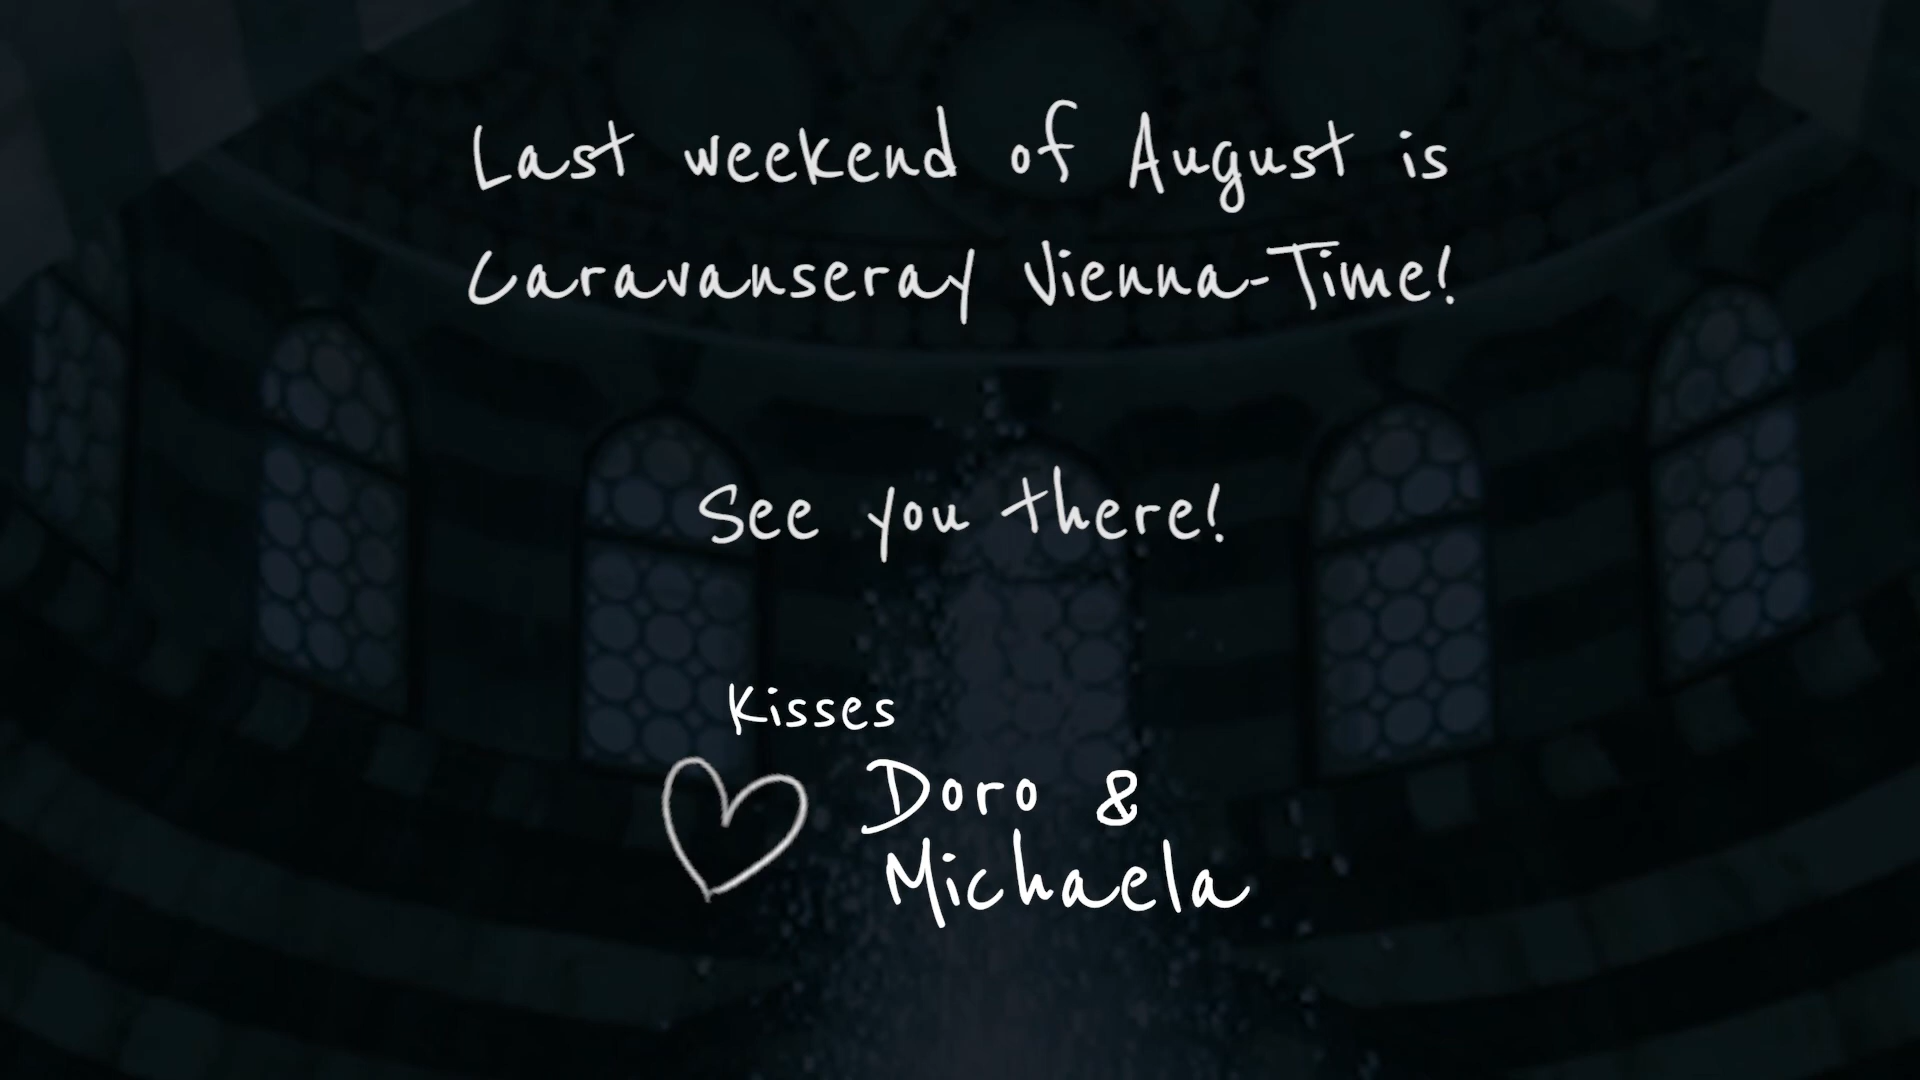 Last weekend of August is
Caravanseray Vienna-Time!
See you there!
Kisses
Doro &
Michaela